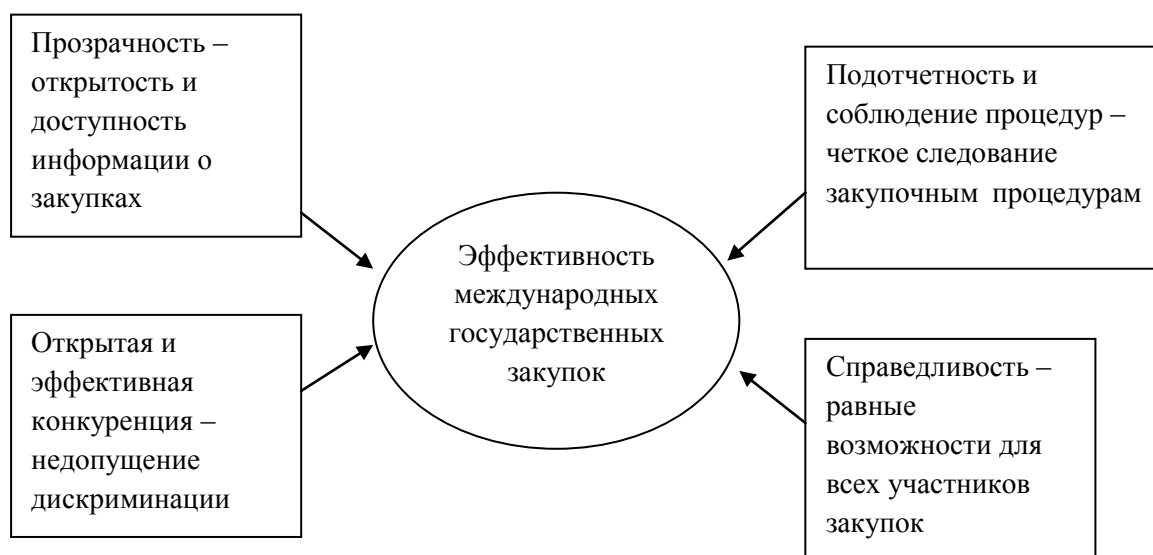 Прозрачность –
открытость и
доступность
информации о
закупках
Подотчетность и
соблюдение процедур –
четкое следование
закупочным процедурам
Эффективность
международных
государственных
закупок
Открытая и
эффективная
конкуренция –
недопущение
дискриминации
Справедливость –
равные
возможности для
всех участников
закупок